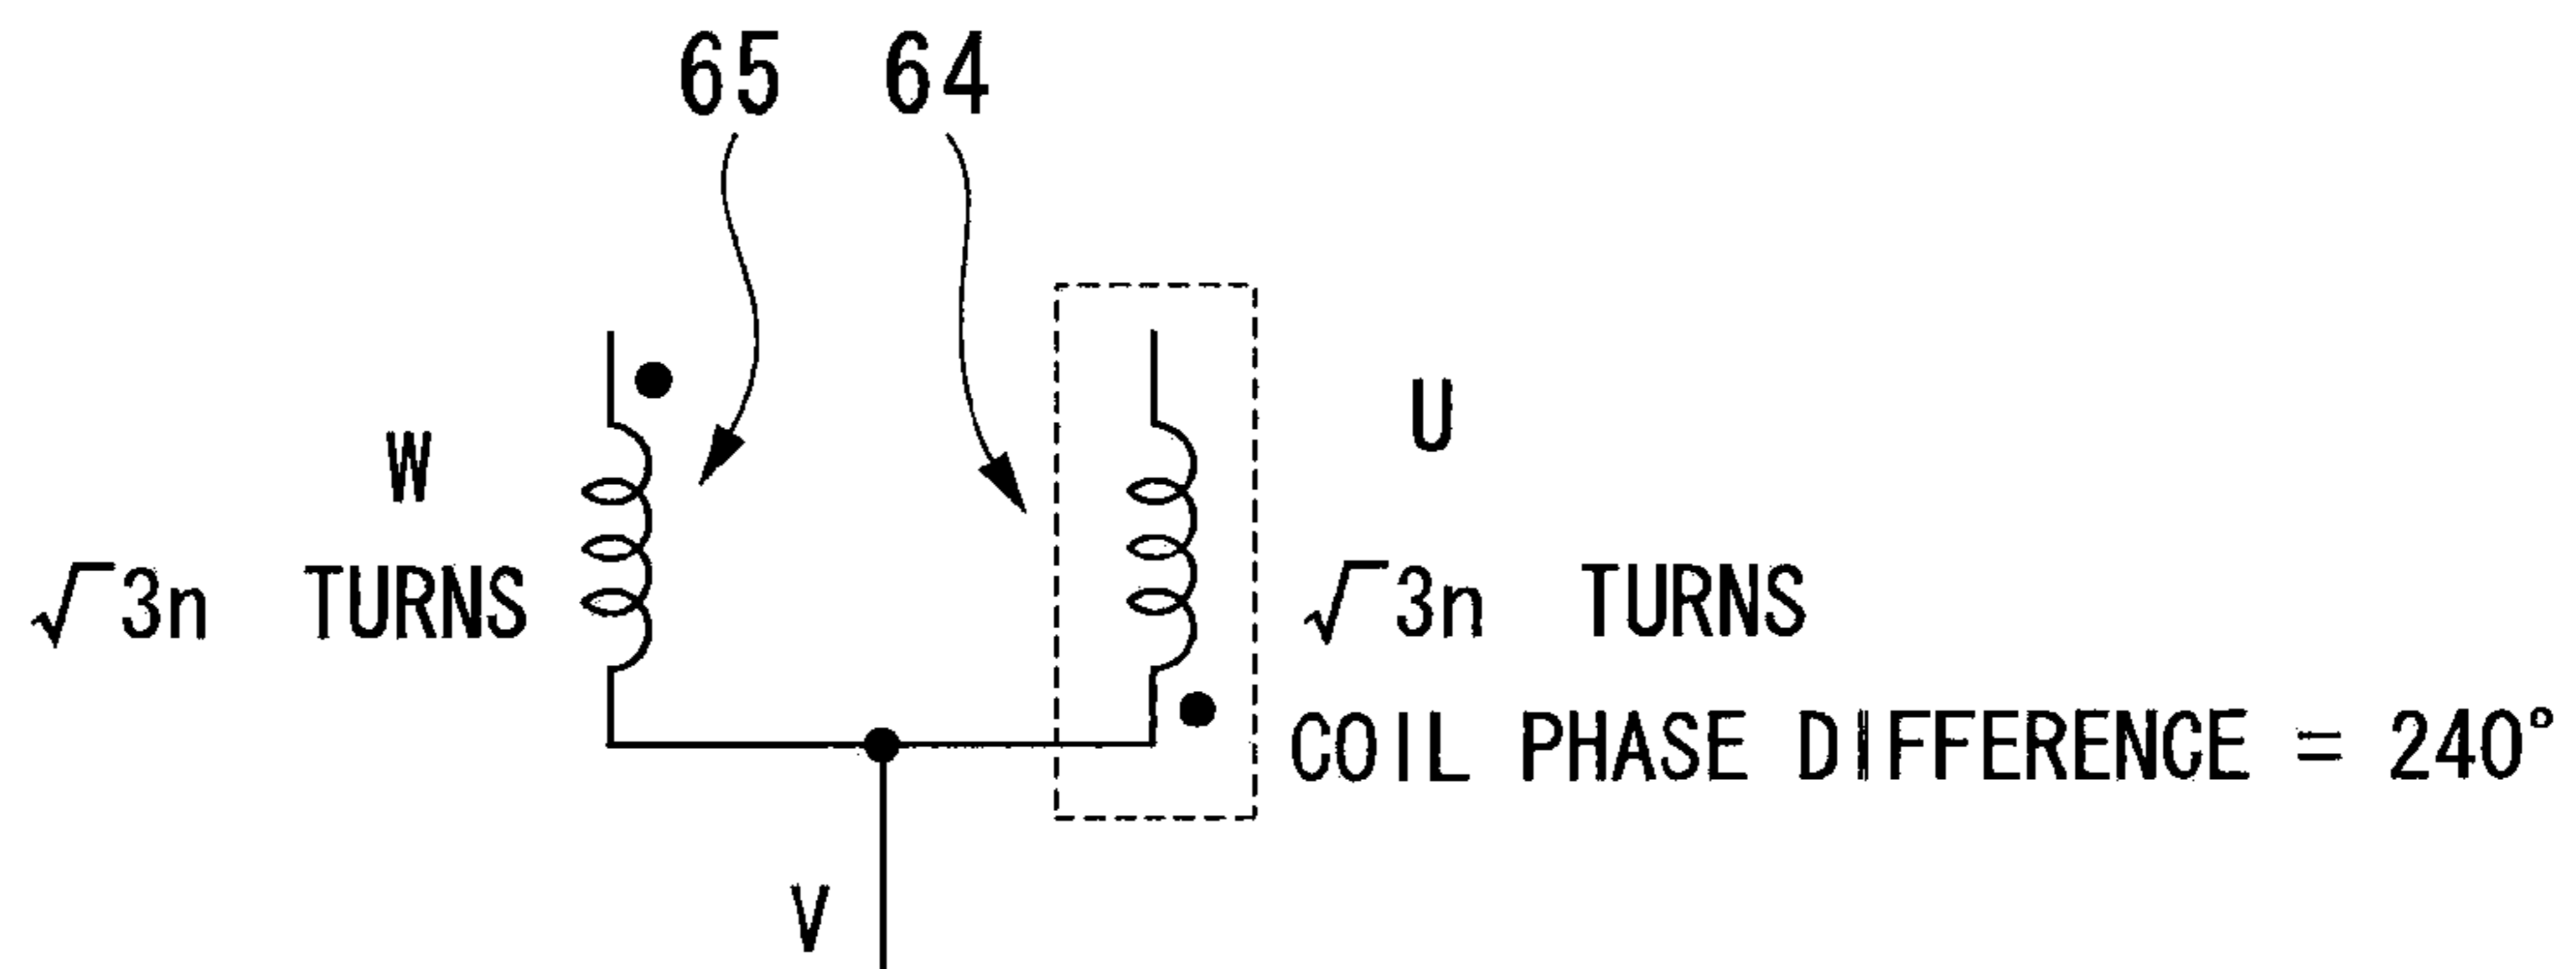 65 64
W
U
√3n TURNS
√3n TURNS
COIL PHASE DIFFERENCE = 240°
V